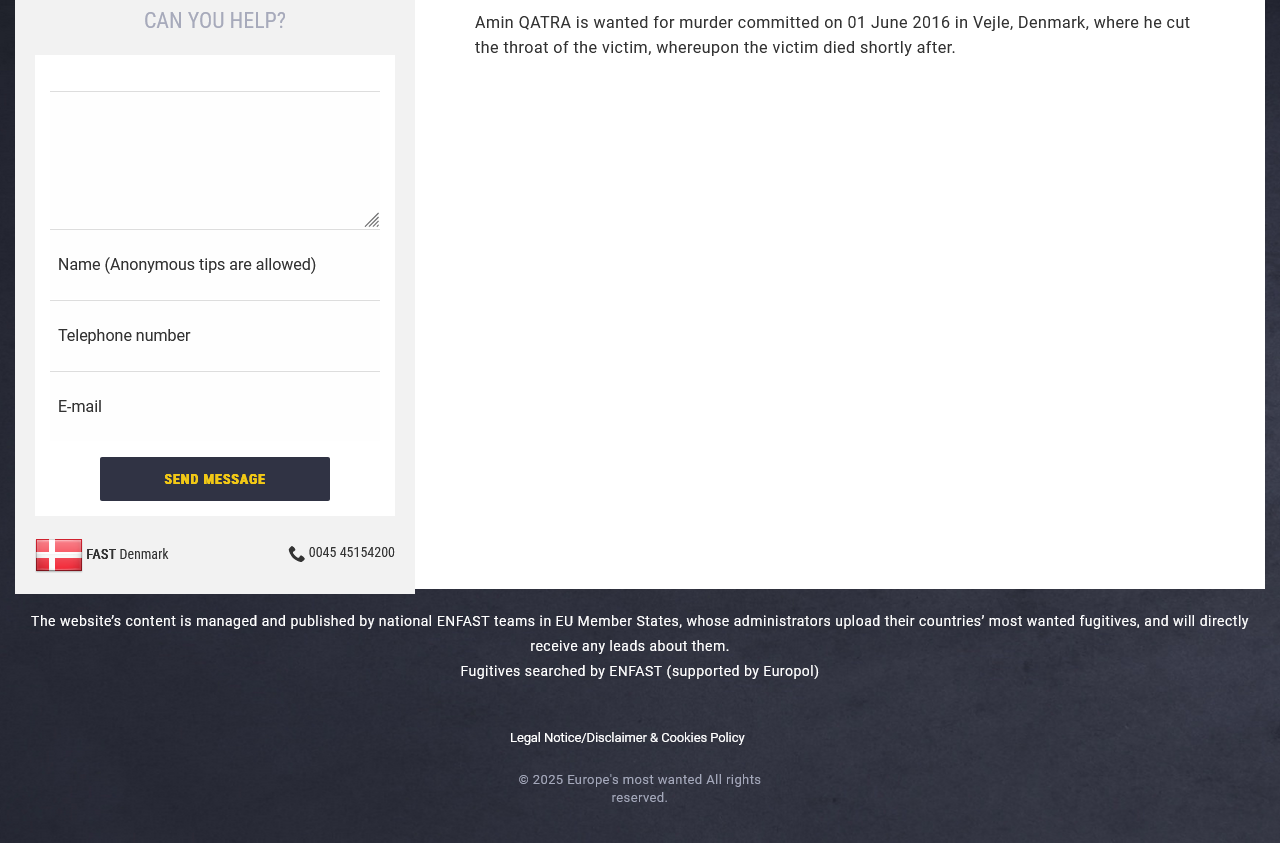 CAN YOU HELP?
Name (Anonymous tips are allowed)
Telephone number
E-mail
SEND MESSAGE
FAST Denmark
0045 45154200
Amin QATRA is wanted for murder committed on 01 June 2016 in Vejle, Denmark, where he cut
the throat of the victim, whereupon the victim died shortly after.
The website’s content is managed and published by national ENFAST teams in EU Member States, whose administrators upload their countries’ most wanted fugitives, and will directly
receive any leads about them.
Fugitives searched by ENFAST (supported by Europol)
Legal Notice/Disclaimer & Cookies Policy
© 2025 Europe's most wanted All rights
reserved.